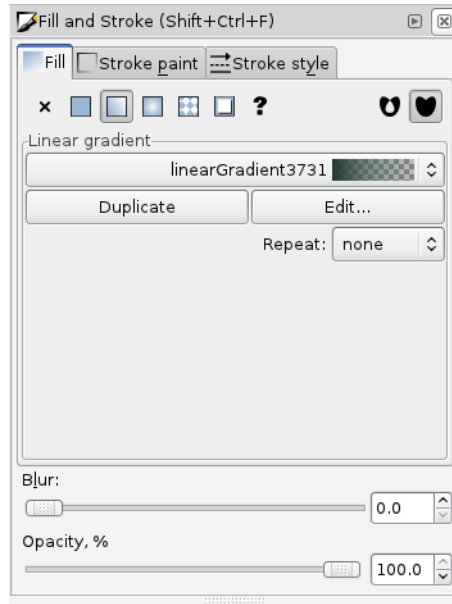 Fill and Stroke (Shift+Ctrl+F)
Fill Stroke paint Stroke style
?
Linear gradient
linearGradient3731
Duplicate Edit...
Repeat: none
Blur:
0.0
Opacity, %
100.0